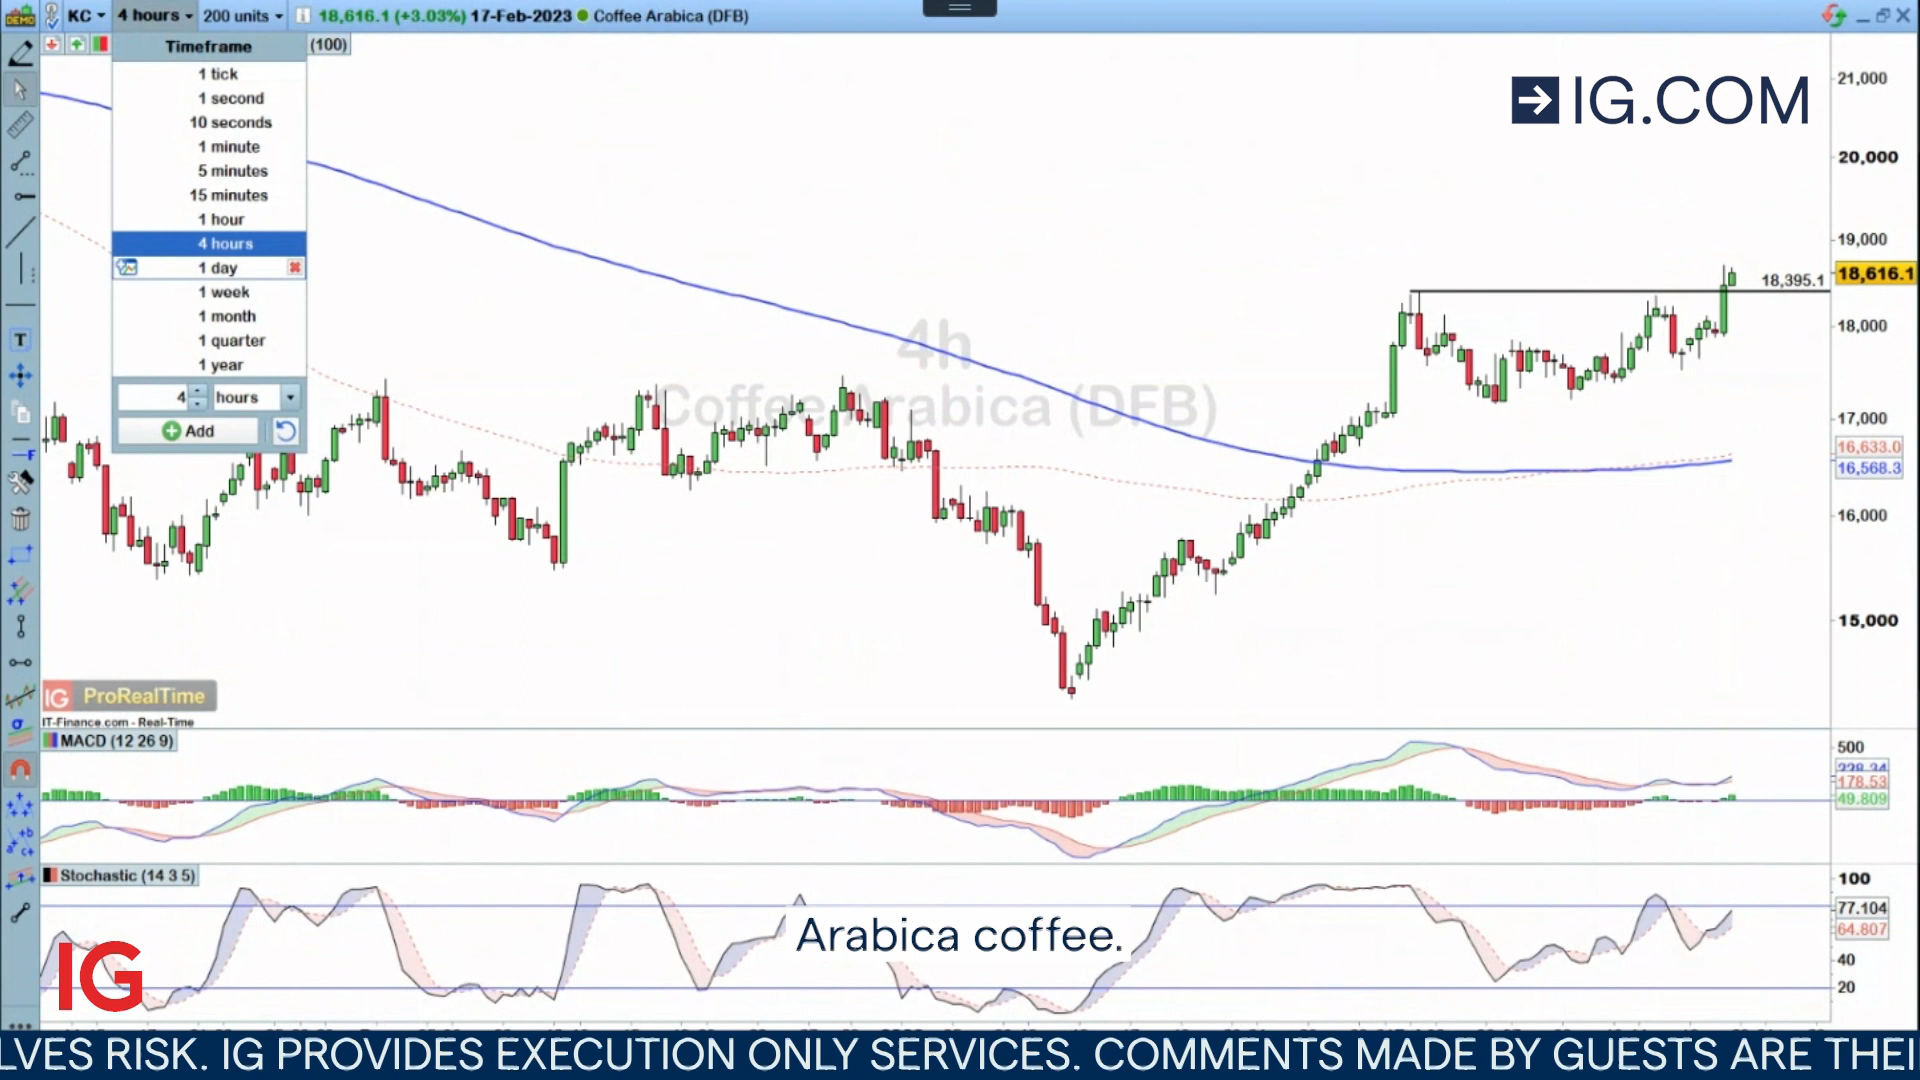 DEMO
KC
4 hours
200 units
18,616.1 (+3.03%) 17-Feb-2023
Coffee Arabica (DFB)
Timeframe
(100)
1 tick
1 second
10 seconds
1 minute
5 minutes
15 minutes
1 hour
4 hours
1 day
1 week
1 month
1 quarter
1 year
4
hours
Add
IG.COM
21,000
20,000
19,000
18,616.1
18,395.1
18,000
17,000
16,633.0
16,568.3
16,000
15,000
4h
Coffee Arabica (DFB)
IG ProRealTime
IT-Finance.com - Real-Time
MACD (12 26 9)
500
228.34
178.53
49.809
Stochastic (14 3 5)
100
77.104
64.807
40
20
Arabica coffee.
IG
LVES RISK. IG PROVIDES EXECUTION ONLY SERVICES. COMMENTS MADE BY GUESTS ARE THEI